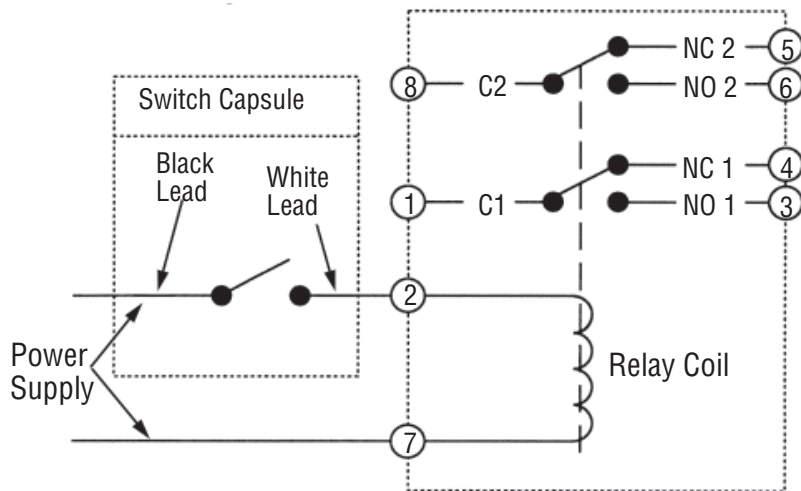 NC 2 5
8 C2 NO 2 6
Switch Capsule
Black
Lead
White
Lead
NC 1 4
1 C1 NO 1 3
2
Power
Supply
Relay Coil
7